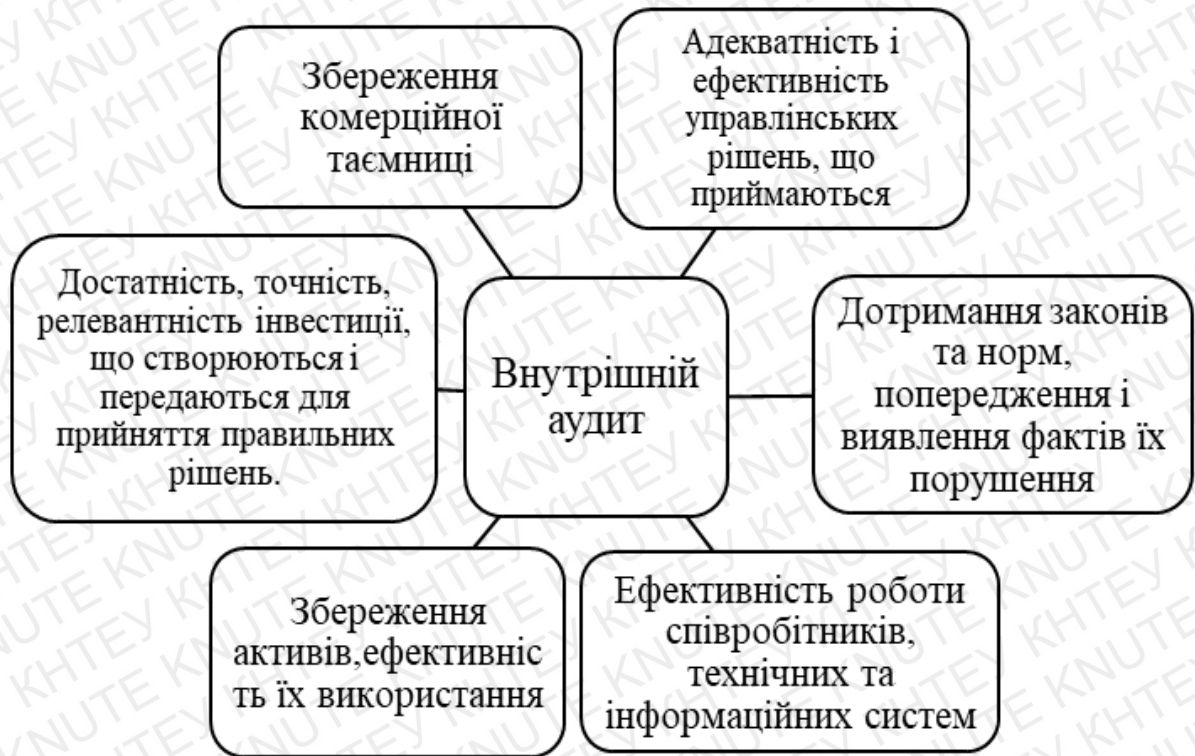 Збереження
комерційної
таємниці
Адекватність і
ефективність
управлінських
рішень, що
приймаються
Достатність, точність,
релевантність інвестиції,
що створюються і
передаються для
прийняття правильних
рішень.
Внутрішній
аудит
Дотримання законів
та норм,
попередження і
виявлення фактів їх
порушення
Збереження
активів,ефективніс
ть їх використання
Ефективність роботи
співробітників,
технічних та
інформаційних систем
KNUTE КНТЕУ